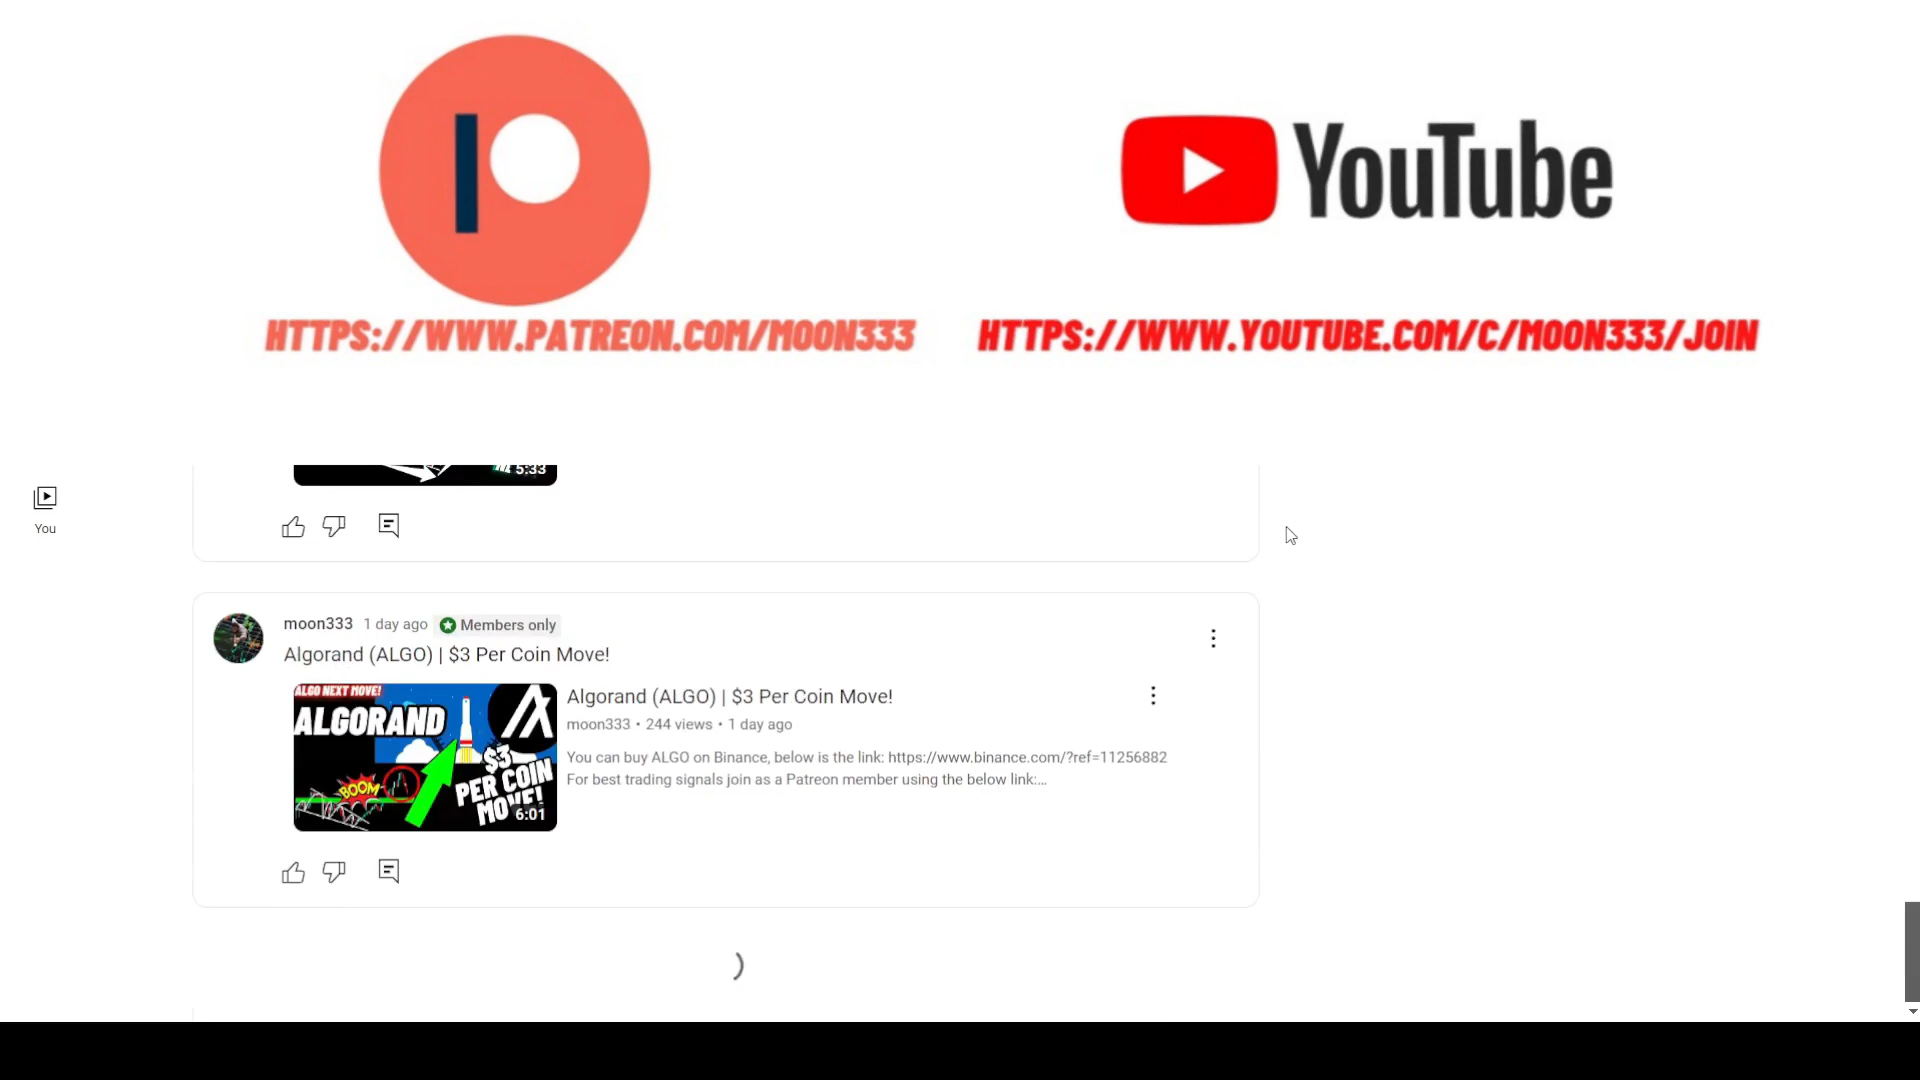 YouTube
HTTPS://WWW.PATREON.COM/MOON333
HTTPS://WWW.YOUTUBE.COM/C/MOON333/JOIN
5:33
You
moon333 1 day ago Members only
Algorand (ALGO) | $3 Per Coin Move!
ALGO NEXT MOVE!
ALGORAND
$3
PER COIN
MOVE!
BOOM
6:01
Algorand (ALGO) | $3 Per Coin Move!
moon333 • 244 views • 1 day ago
You can buy ALGO on Binance, below is the link: https://www.binance.com/?ref=11256882
For best trading signals join as a Patreon member using the below link:...